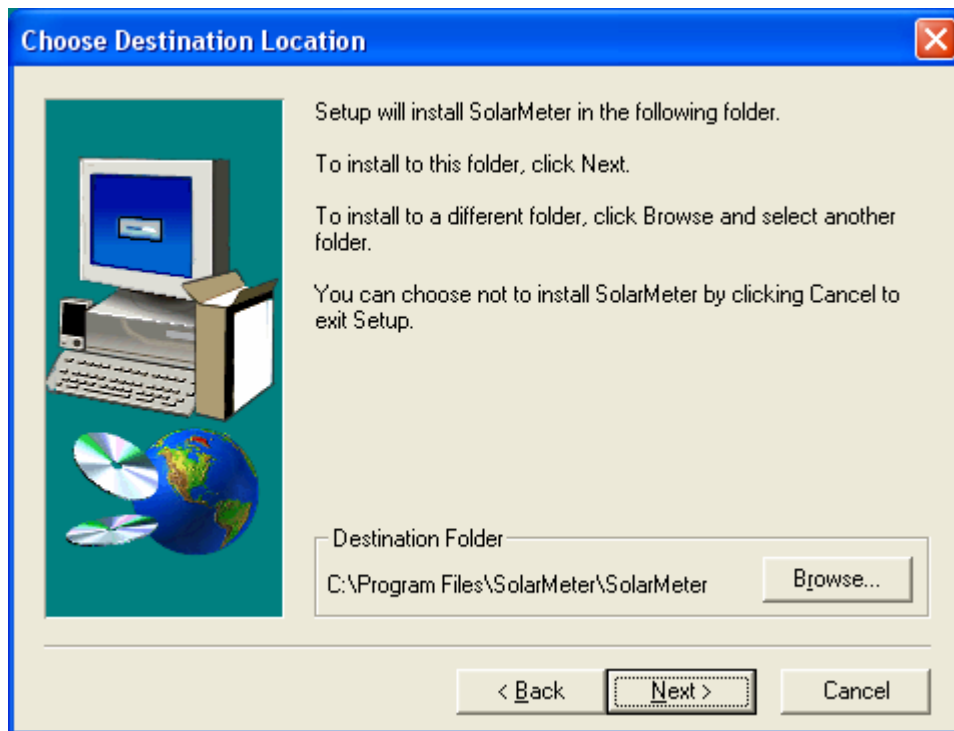 Choose Destination Location
Setup will install SolarMeter in the following folder.
To install to this folder, click Next.
To install to a different folder, click Browse and select another
folder.
You can choose not to install SolarMeter by clicking Cancel to
exit Setup.
Destination Folder
C:\Program Files\SolarMeter\SolarMeter
Browse...
< Back
Next >
Cancel